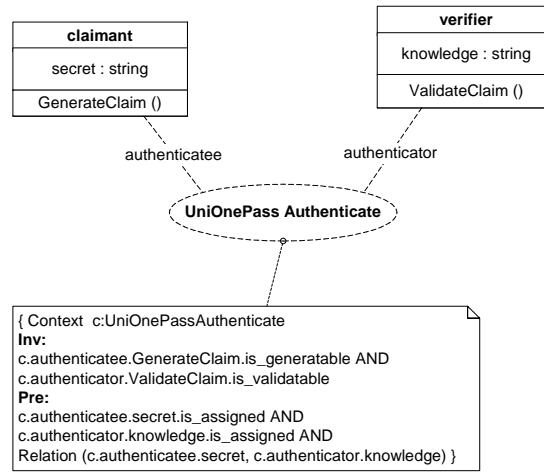 claimant
secret : string
GenerateClaim ()
verifier
knowledge : string
ValidateClaim ()
authenticatee
authenticator
UniOnePass Authenticate
{ Context  c:UniOnePassAuthenticate
Inv:
c.authenticatee.GenerateClaim.is_generatable AND
c.authenticator.ValidateClaim.is_validatable
Pre:
c.authenticatee.secret.is_assigned AND
c.authenticator.knowledge.is_assigned AND
Relation (c.authenticatee.secret, c.authenticator.knowledge) }